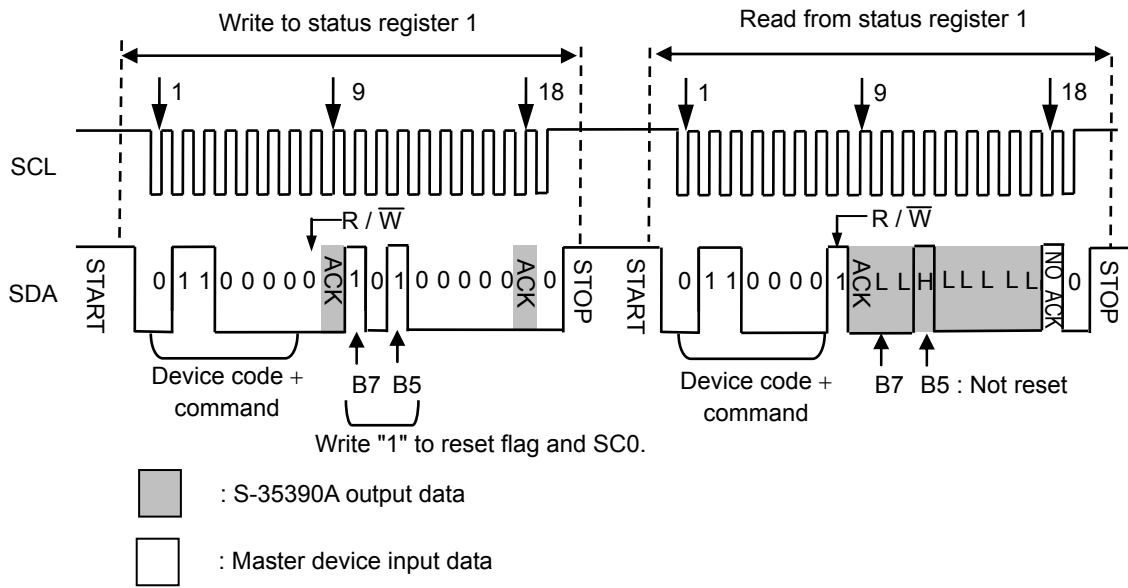 Write to status register 1
Read from status register 1
1 9 18 1 9 18
SCL
R / W R / W
SDA START 0 1 1 0 0 0 0 0 ACK 1 0 1 0 0 0 0 0 ACK 0 STOP START 0 1 1 0 0 0 0 1 ACK L L H L L L L L NO ACK 0 STOP
Device code +
command
B7 B5
Device code +
command
B7 B5 : Not reset
Write "1" to reset flag and SC0.
: S-35390A output data
: Master device input data